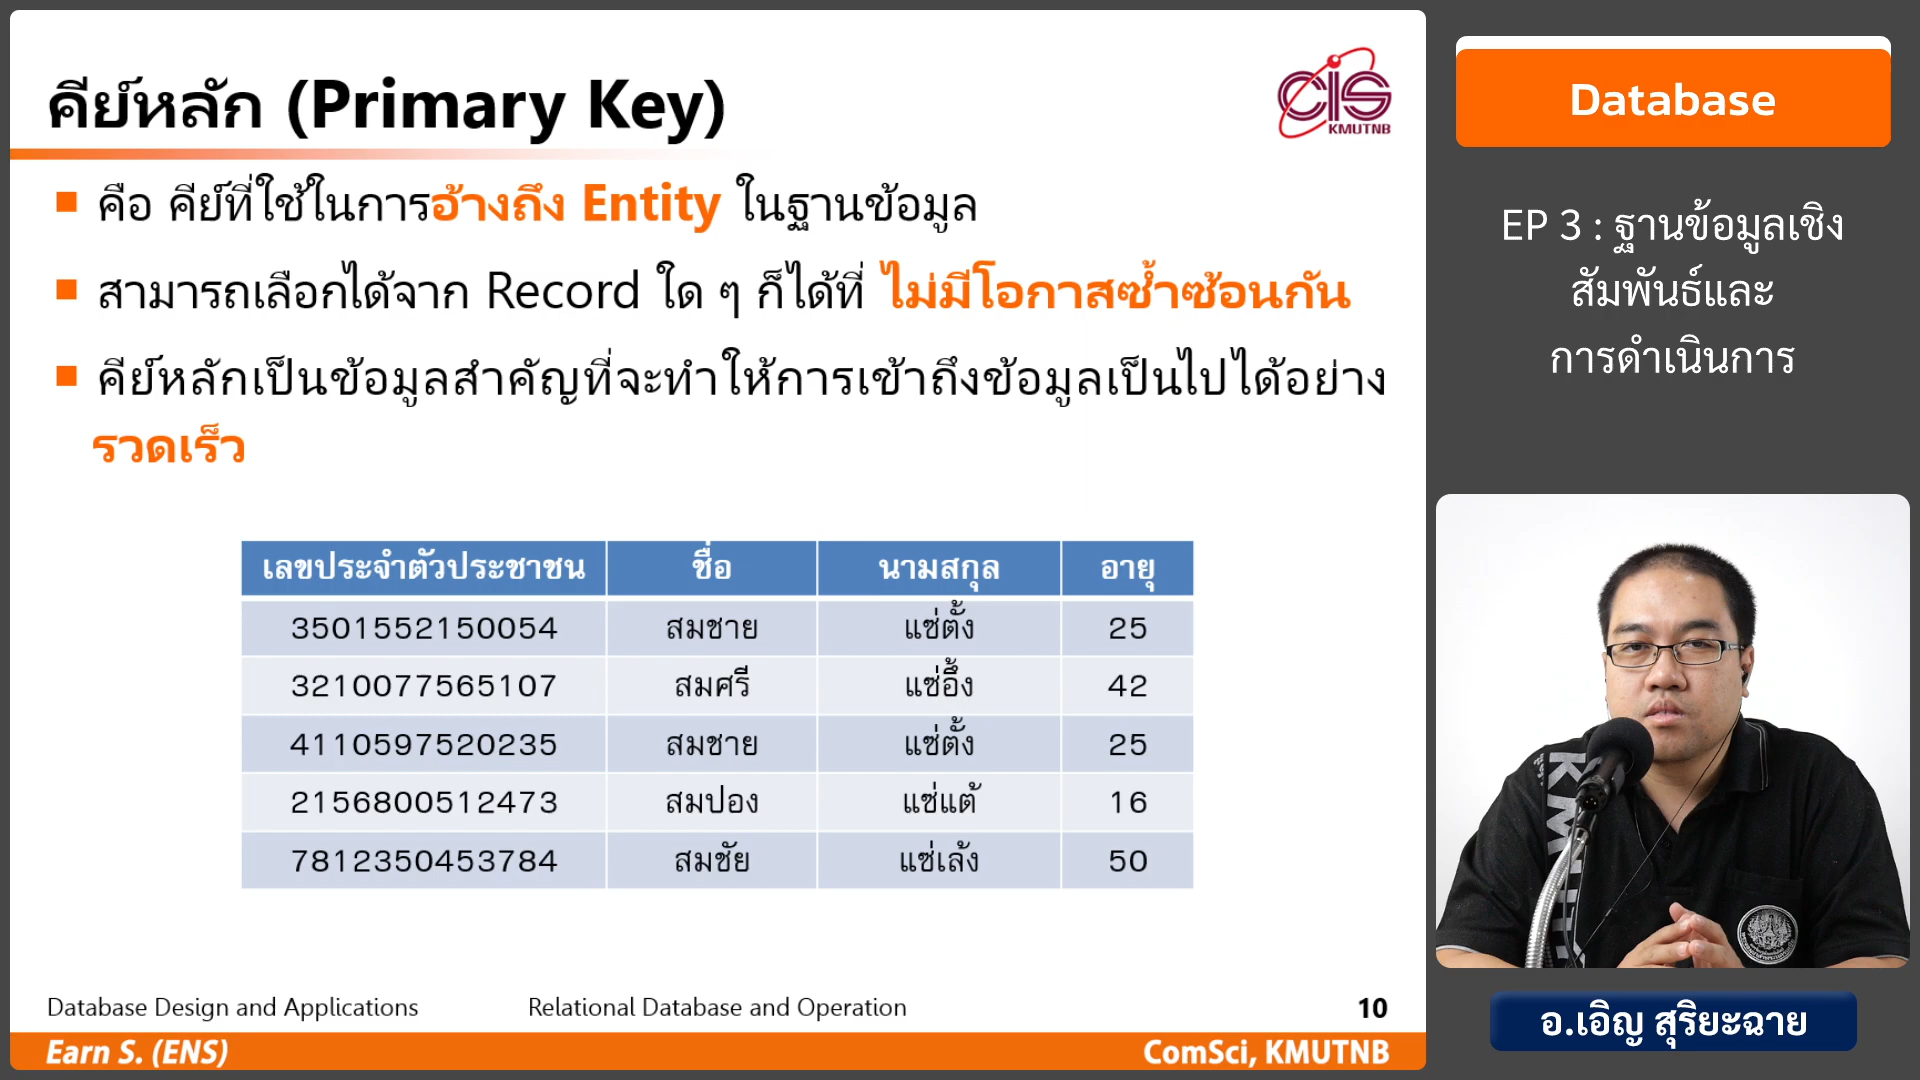 คีย์หลัก (Primary Key)
CIS
KMUTNB
คือ คีย์ที่ใช้ในการอ้างถึง Entity ในฐานข้อมูล
สามารถเลือกได้จาก Record ใด ๆ ก็ได้ที่ ไม่มีโอกาสซ้ำซ้อนกัน
คีย์หลักเป็นข้อมูลสำคัญที่จะทำให้การเข้าถึงข้อมูลเป็นไปได้อย่าง
รวดเร็ว
เลขประจำตัวประชาชน ชื่อ นามสกุล อายุ
3501552150054 สมชาย แซ่ตั้ง 25
3210077565107 สมศรี แซ่อึ้ง 42
4110597520235 สมชาย แซ่ตั้ง 25
2156800512473 สมปอง แซ่แต้ 16
7812350453784 สมชัย แซ่เล้ง 50
Database Design and Applications Relational Database and Operation 10
Earn S. (ENS) ComSci, KMUTNB
Database
EP 3 : ฐานข้อมูลเชิง
สัมพันธ์และ
การดำเนินการ
อ.เอิญ สุริยะฉาย